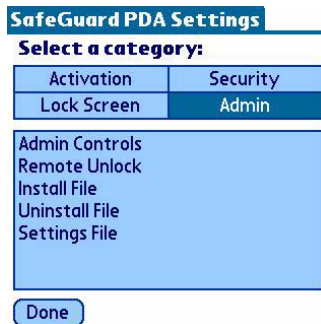 SafeGuard PDA Settings
Select a category:
Activation Security
Lock Screen Admin
Admin Controls
Remote Unlock
Install File
Uninstall File
Settings File
Done